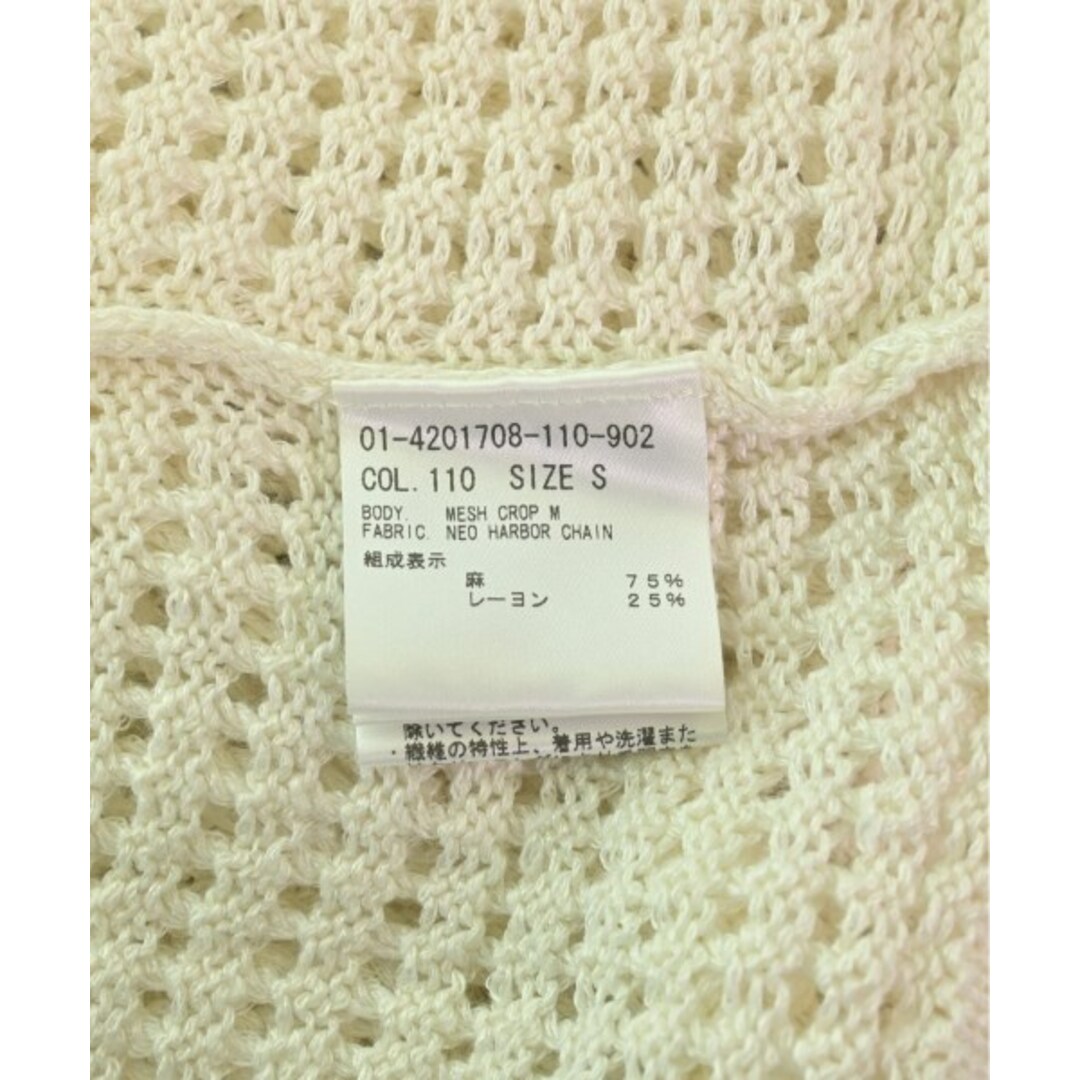 01-4201708-110-902
COL.110 SIZE S
BODY. MESH CROP M
FABRIC. NEO HARBOR CHAIN
組成表示
麻 75%
レーヨン 25%
除いてください。
・繊維の特性上、着用や洗濯また